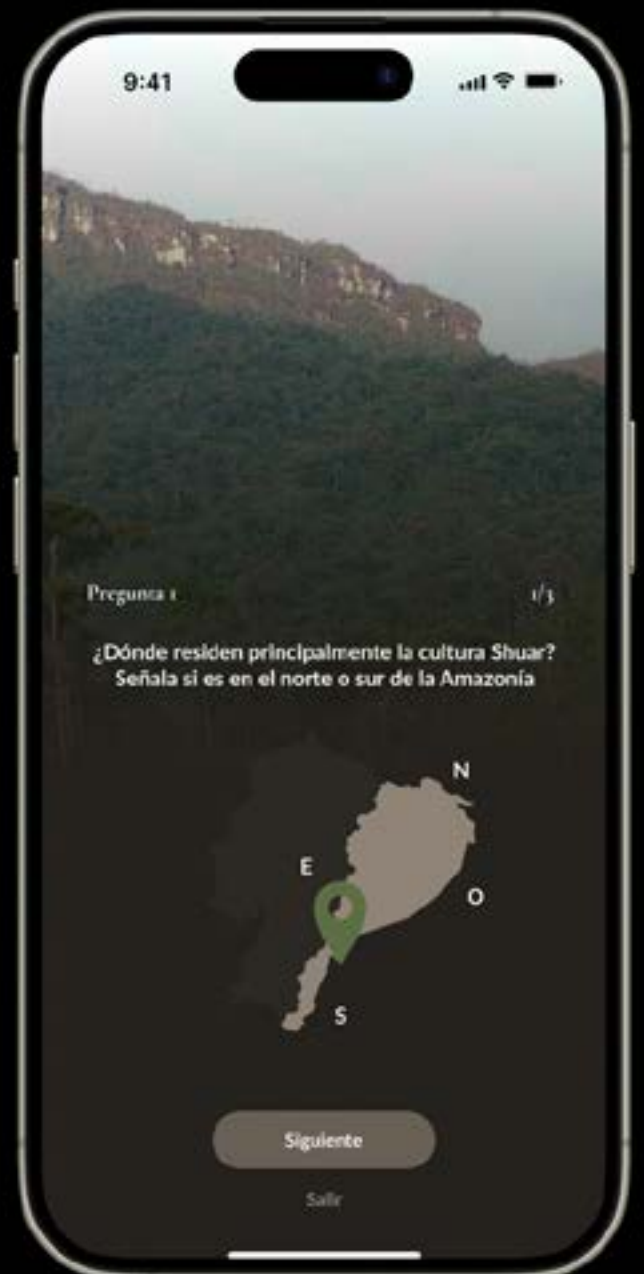 9:41
Pregunta 1
1/3
¿Dónde residen principalmente la cultura Shuar?
Señala si es en el norte o sur de la Amazonía
N
E
O
S
Siguiente
Salir